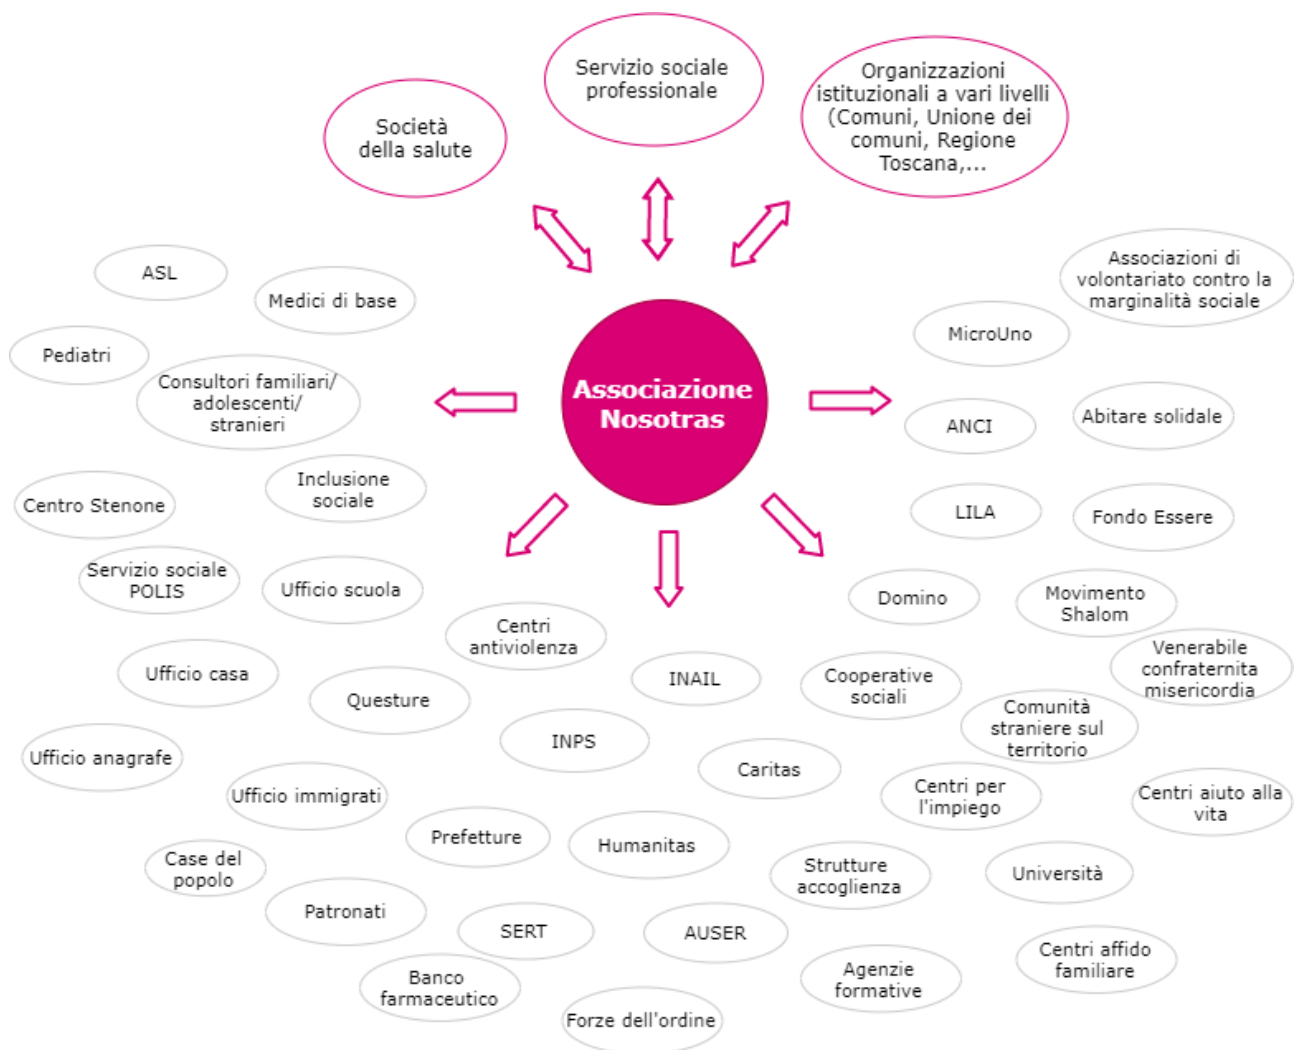 Servizio sociale
professionale
Organizzazioni
istituzionali a vari livelli
(Comuni, Unione dei
comuni, Regione
Toscana,...
Società
della salute
ASL
Medici di base
Pediatri
Consultori familiari/
adolescenti/
stranieri
Associazione
Nosotras
Associazioni di
volontariato contro la
marginalità sociale
MicroUno
ANCI
Abitare solidale
Inclusione
sociale
Centro Stenone
LILA
Fondo Essere
Servizio sociale
POLIS
Ufficio scuola
Domino
Movimento
Shalom
Centri
antiviolenza
Venerabile
confraternita
misericordia
Ufficio casa
Questure
INAIL
Cooperative
sociali
Comunità
straniere sul
territorio
Ufficio anagrafe
INPS
Caritas
Ufficio immigrati
Centri per
l'impiego
Centri aiuto alla
vita
Prefetture
Humanitas
Case del
popolo
Strutture
accoglienza
Università
Patronati
SERT
AUSER
Centri affido
familiare
Banco
farmaceutico
Agenzie
formative
Forze dell'ordine